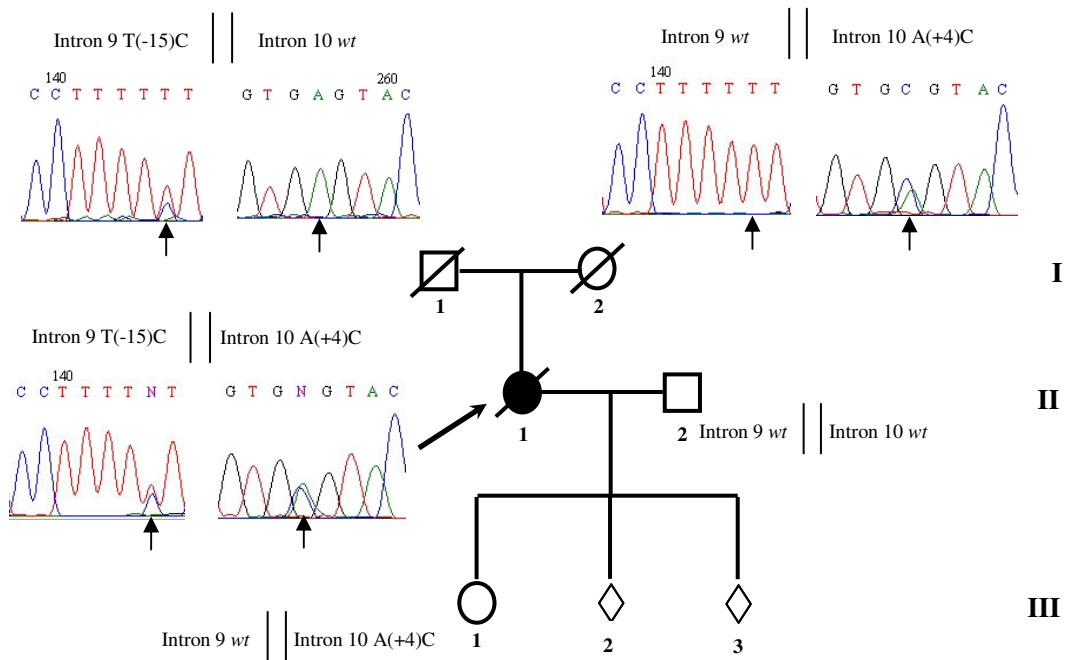 Intron 9 T(-15)C Intron 10 wt
140 260
C C T T T T T T G T G A G T A C
Intron 9 wt Intron 10 A(+4)C
140
C C T T T T T T G T G C G T A C
I
1 2
Intron 9 T(-15)C Intron 10 A(+4)C
140
C C T T T T N T G T G N G T A C
II
1 2 Intron 9 wt Intron 10 wt
III
1 2 3
Intron 9 wt Intron 10 A(+4)C